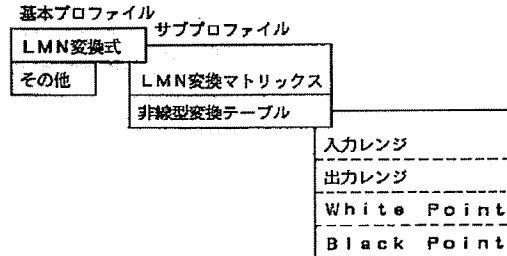 基本プロファイル
サブプロファイル
LMN変換式
その他
LMN変換マトリックス
非線型変換テーブル
入力レンジ
出力レンジ
White Point
Black Point